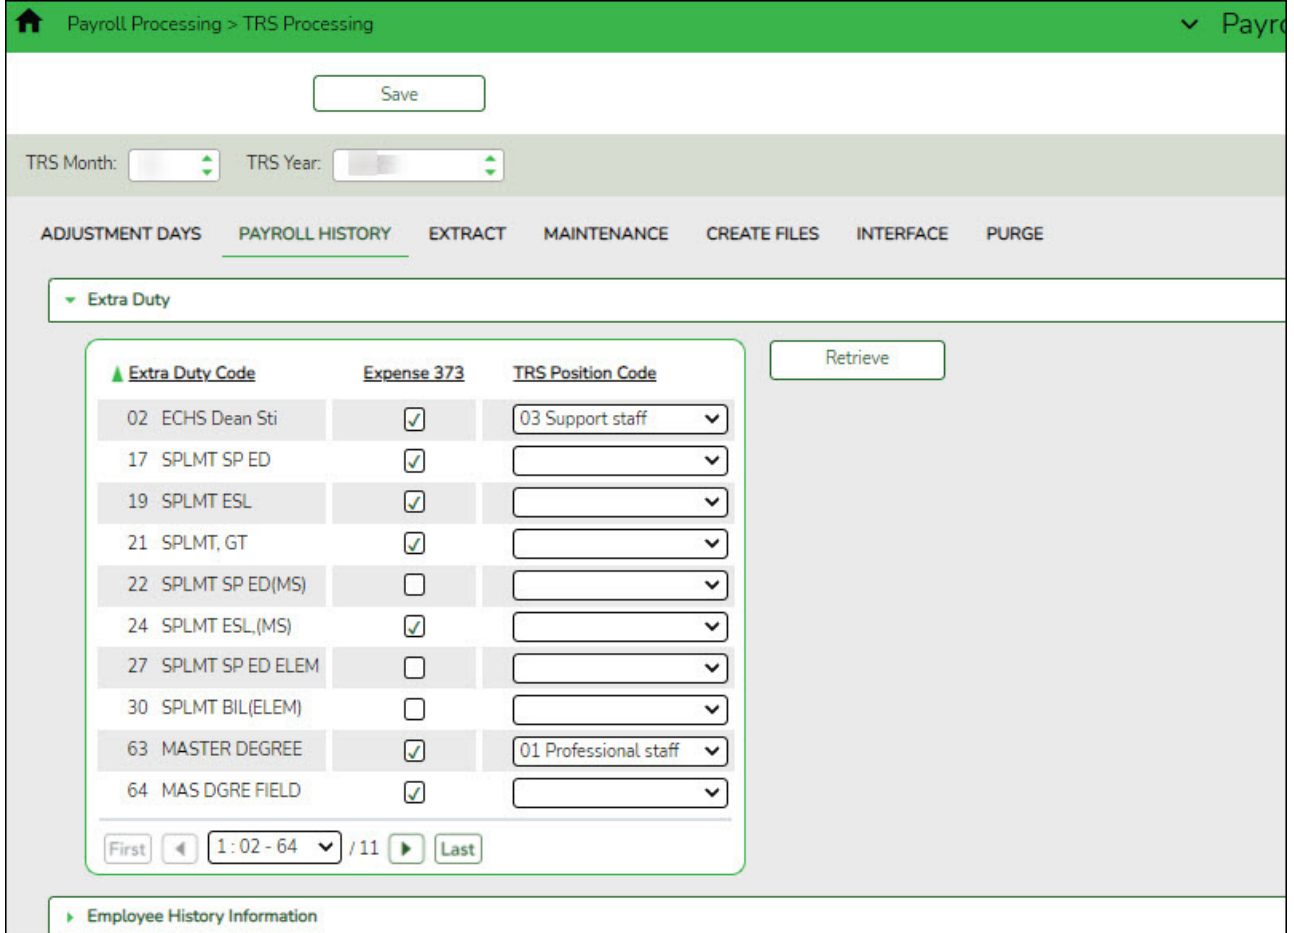 Payroll Processing > TRS Processing
Save
TRS Month: TRS Year:
ADJUSTMENT DAYS PAYROLL HISTORY EXTRACT MAINTENANCE CREATE FILES INTERFACE PURGE
Extra Duty
Extra Duty Code Expense 373 TRS Position Code
Retrieve
02 ECHS Dean Sti 03 Support staff
17 SPLMT SP ED
19 SPLMT ESL
21 SPLMT, GT
22 SPLMT SP ED(MS)
24 SPLMT ESL,(MS)
27 SPLMT SP ED ELEM
30 SPLMT BIL(ELEM)
63 MASTER DEGREE 01 Professional staff
64 MAS DGRE FIELD
First 1 : 02 - 64 / 11 Last
Employee History Information